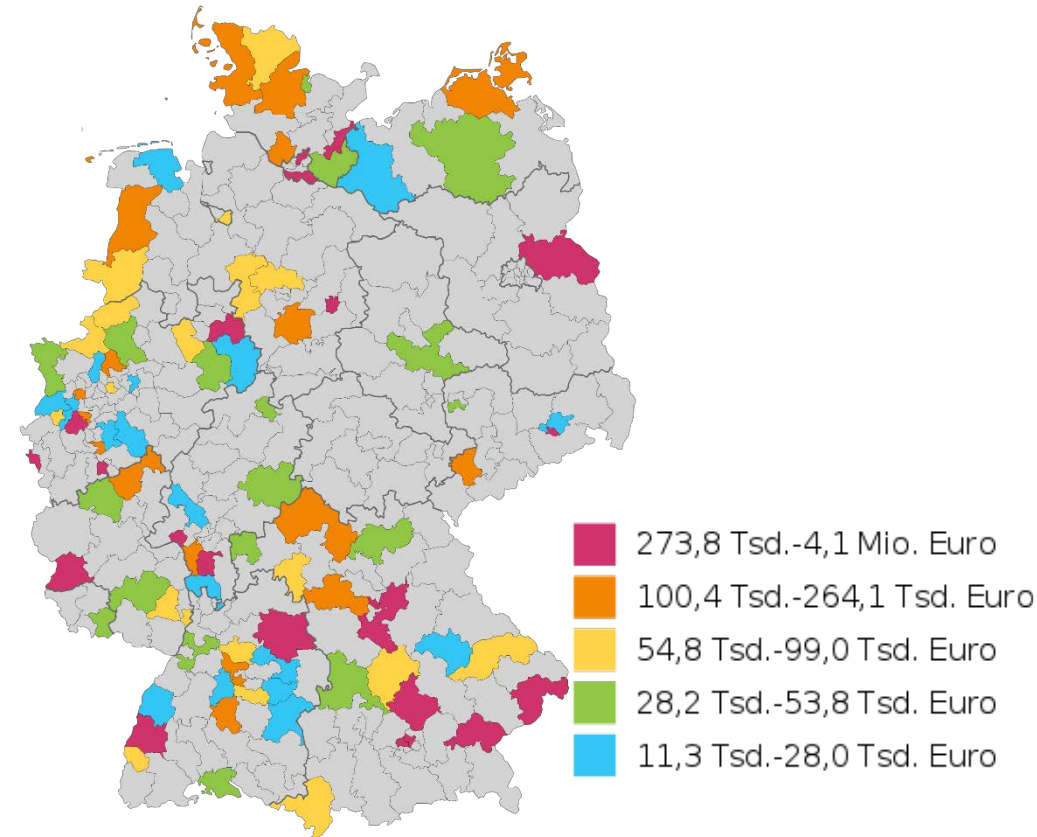 273,8 Tsd.-4,1 Mio. Euro
100,4 Tsd.-264,1 Tsd. Euro
54,8 Tsd.-99,0 Tsd. Euro
28,2 Tsd.-53,8 Tsd. Euro
11,3 Tsd.-28,0 Tsd. Euro